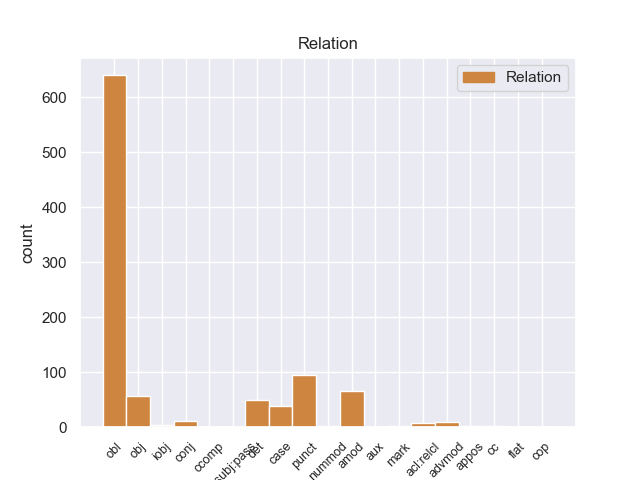 Relation
Relation
count
600
500
400
300
200
100
0
obl
obj
iobj
conj
ccomp
subj:pass
det
case
punct
nummod
amod
aux
mark
acl:relcl
advmod
appos
cc
flat
cop